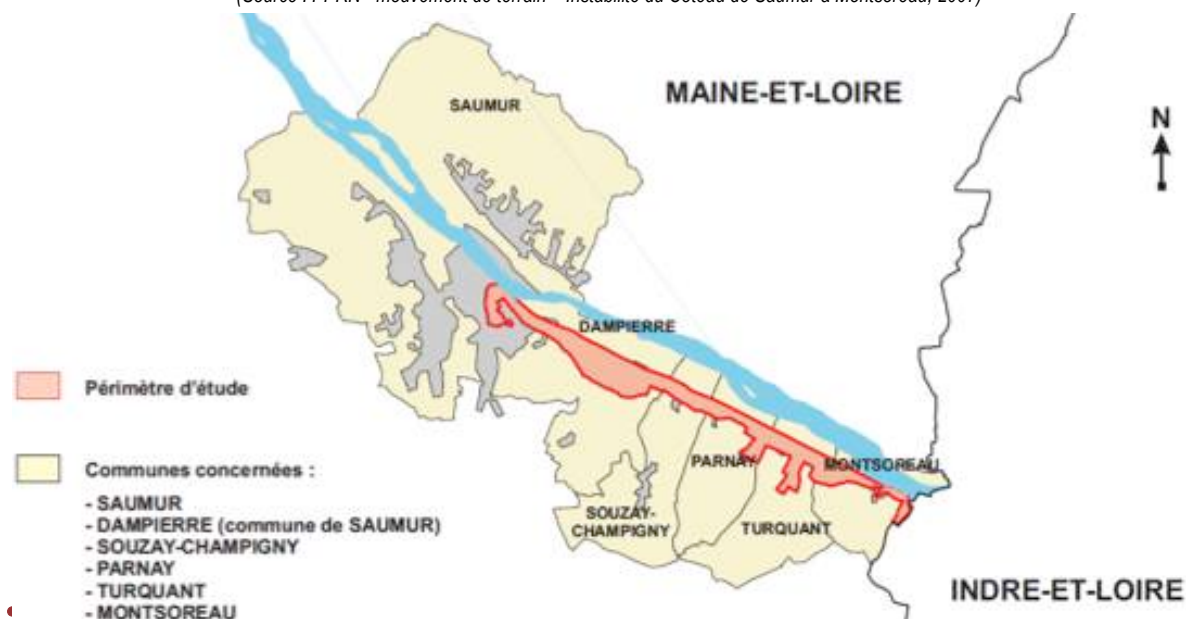 MAINE-ET-LOIRE
SAUMUR
N
DAMPIERRE
Périmètre d'étude
PARNAY
MONTSOREAU
Communes concernées :
- SAUMUR
- DAMPIERRE (commune de SAUMUR)
- SOUZAY-CHAMPIGNY
- PARNAY
- TURQUANT
- MONTSOREAU
SOUZAY-
CHAMPIGNY
TURQUANT
INDRE-ET-LOIRE